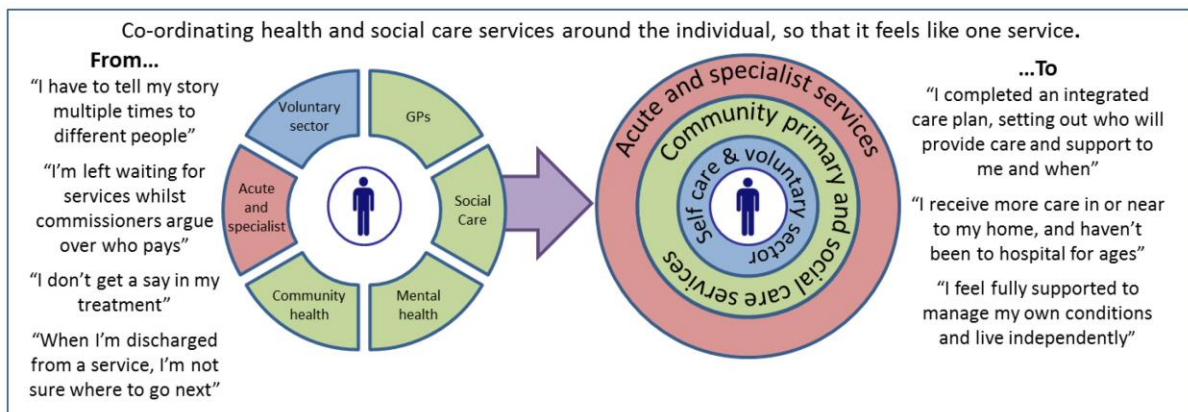 Co-ordinating health and social care services around the individual, so that it feels like one service.
From...
“I have to tell my story
multiple times to
different people”
“I’m left waiting for
services whilst
commissioners argue
over who pays”
“I don’t get a say in my
treatment”
“When I’m discharged
from a service, I’m not
sure where to go next”
Voluntary
sector
GPs
Acute
and
specialist
Social
Care
Community
health
Mental
health
Acute and specialist services
Community primary and social care services
Self care & voluntary sector
...To
“I completed an integrated
care plan, setting out who will
provide care and support to
me and when”
“I receive more care in or near
to my home, and haven’t
been to hospital for ages”
“I feel fully supported to
manage my own conditions
and live independently”